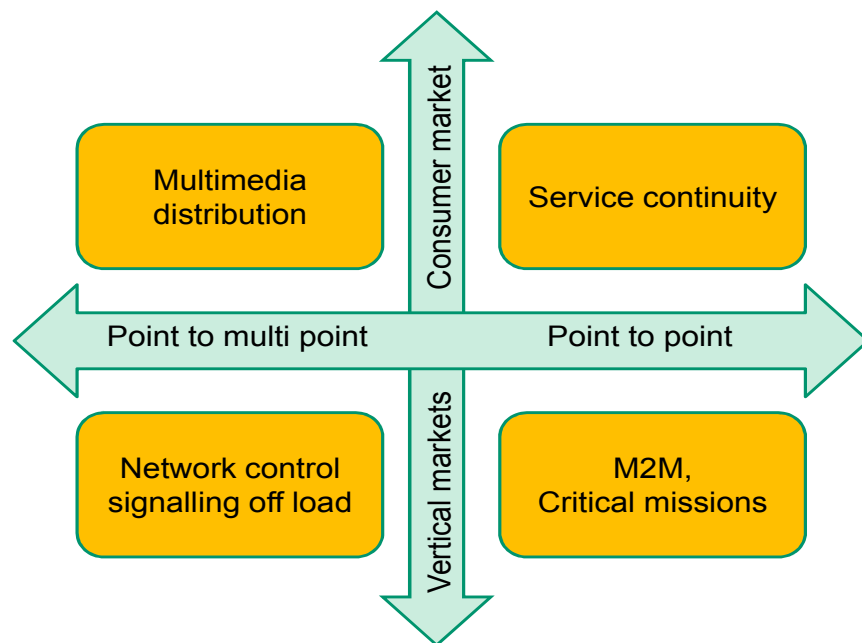 Consumer market
Multimedia
distribution
Service continuity
Point to multi point
Point to point
Network control
signalling off load
M2M,
Critical missions
Vertical markets